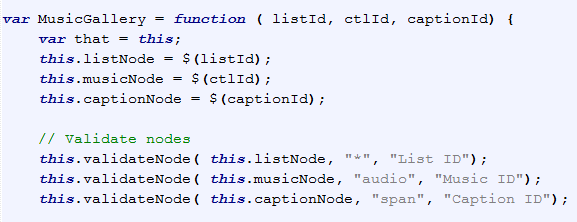 var MusicGallery = function ( listId, ctlId, captionId) {
var that = this;
this.listNode = $(listId);
this.musicNode = $(ctlId);
this.captionNode = $(captionId);
// Validate nodes
this.validateNode( this.listNode, "*", "List ID");
this.validateNode( this.musicNode, "audio", "Music ID");
this.validateNode( this.captionNode, "span", "Caption ID");